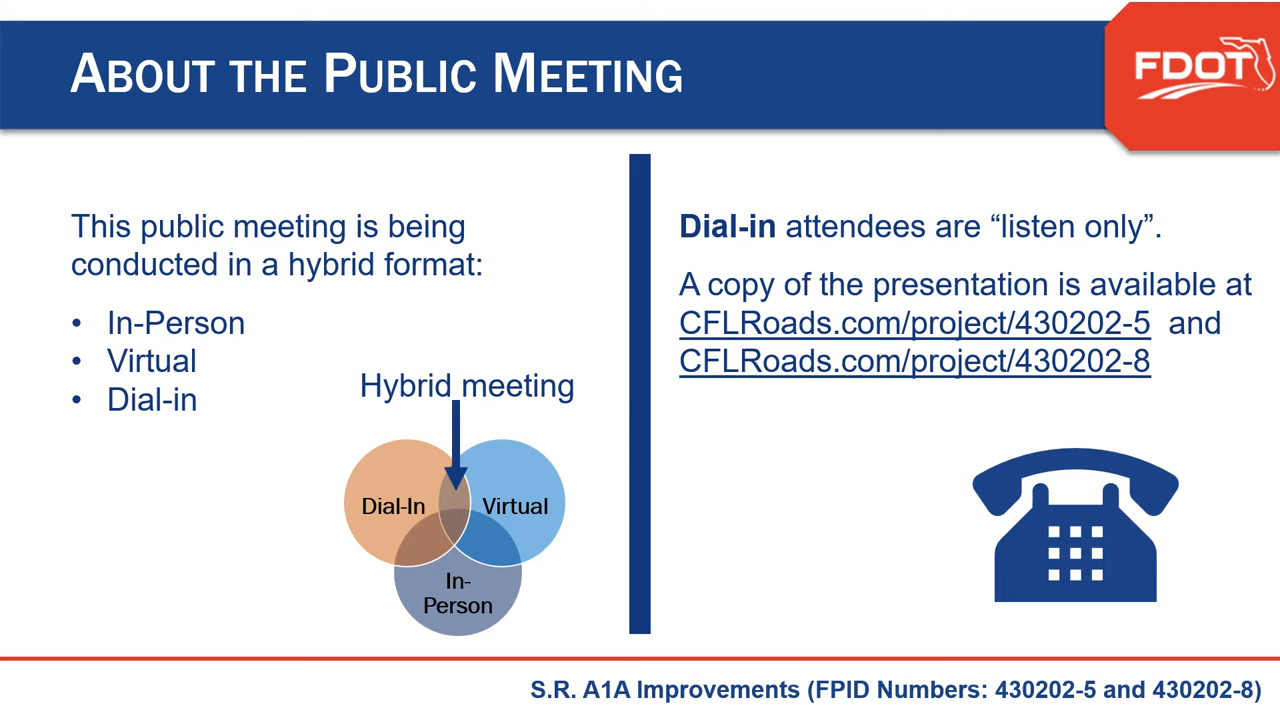 ABOUT THE PUBLIC MEETING
FDOT
This public meeting is being
conducted in a hybrid format:
• In-Person
• Virtual
• Dial-in
Hybrid meeting
Dial-In
Virtual
In-
Person
Dial-in attendees are “listen only”.
A copy of the presentation is available at
CFLRoads.com/project/430202-5 and
CFLRoads.com/project/430202-8
S.R. A1A Improvements (FPID Numbers: 430202-5 and 430202-8)